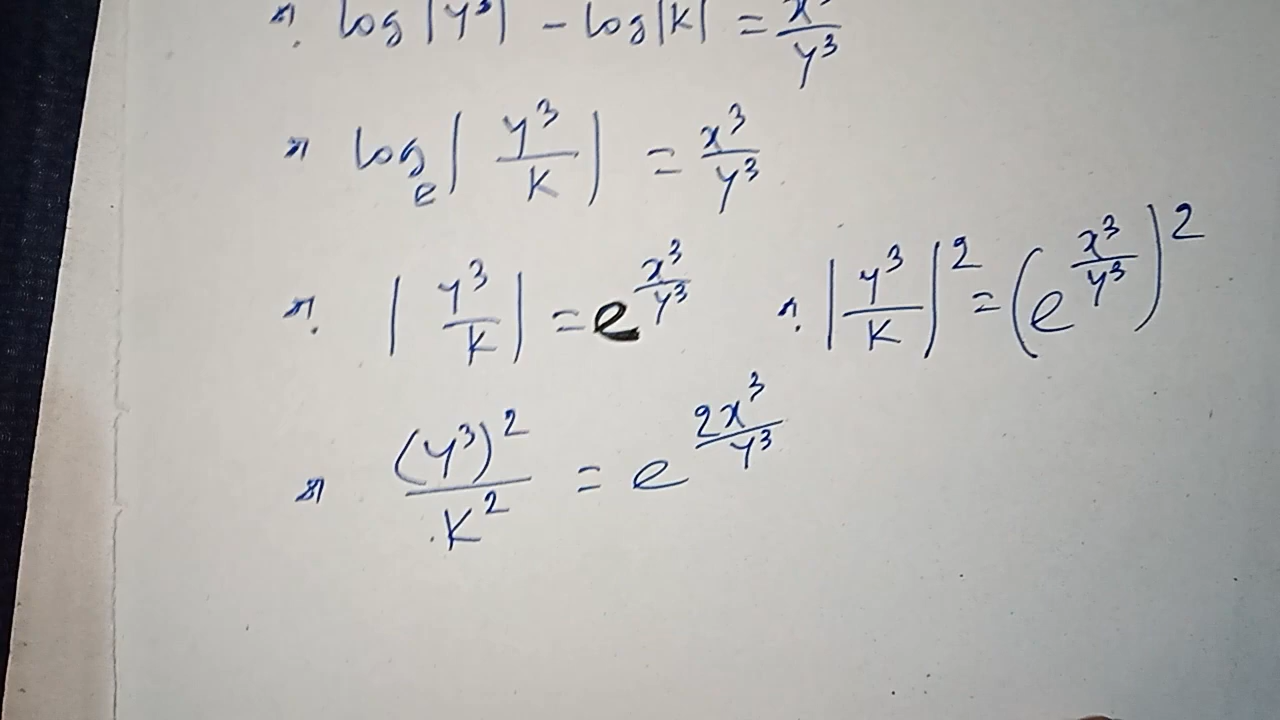 ∴ log |y³| - log |k| = x³/y³
⇒ logₑ | y³/k | = x³/y³
∴ | y³/k | = e^(x³/y³) ∴ | y³/k |² = (e^(x³/y³))²
⇒ (y³)²/k² = e^(2x³/y³)